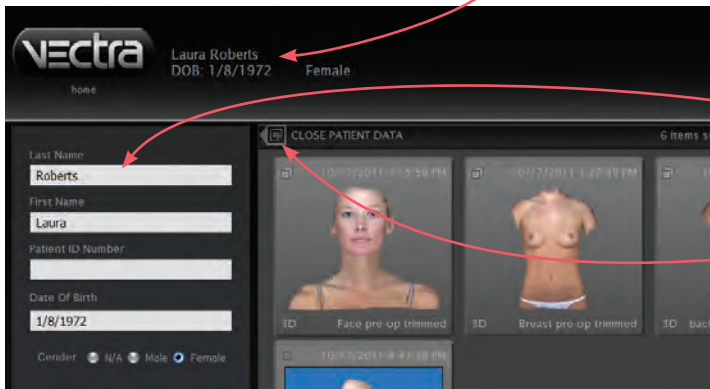 vectra
home
Laura Roberts
DOB: 1/8/1972 Female
CLOSE PATIENT DATA
6 items
Last Name
Roberts
First Name
Laura
Patient ID Number
Date Of Birth
1/8/1972
Gender N/A Male Female
3D Face pre-op trimmed
3D Breast pre-op trimmed
3D